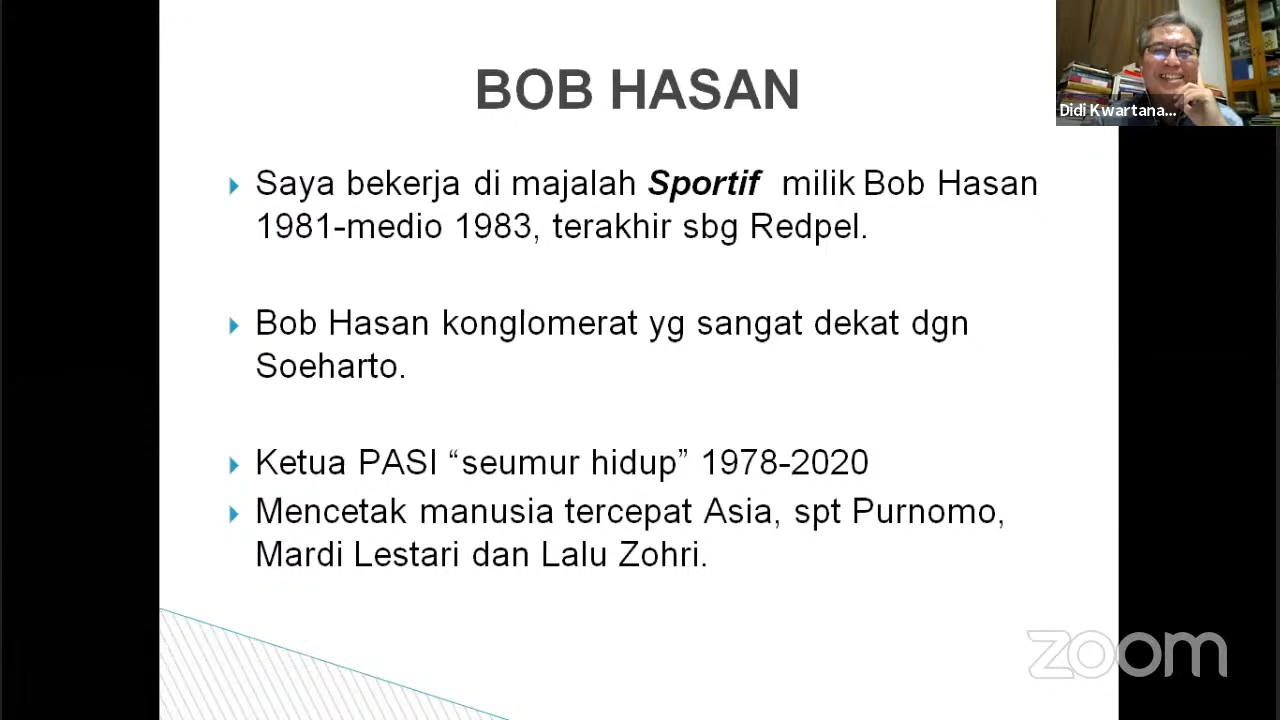 BOB HASAN
Saya bekerja di majalah Sportif milik Bob Hasan
1981-medio 1983, terakhir sbg Redpel.
Bob Hasan konglomerat yg sangat dekat dgn
Soeharto.
Ketua PASI “seumur hidup” 1978-2020
Mencetak manusia tercepat Asia, spt Purnomo,
Mardi Lestari dan Lalu Zohri.
Didi Kwartana...
zoom